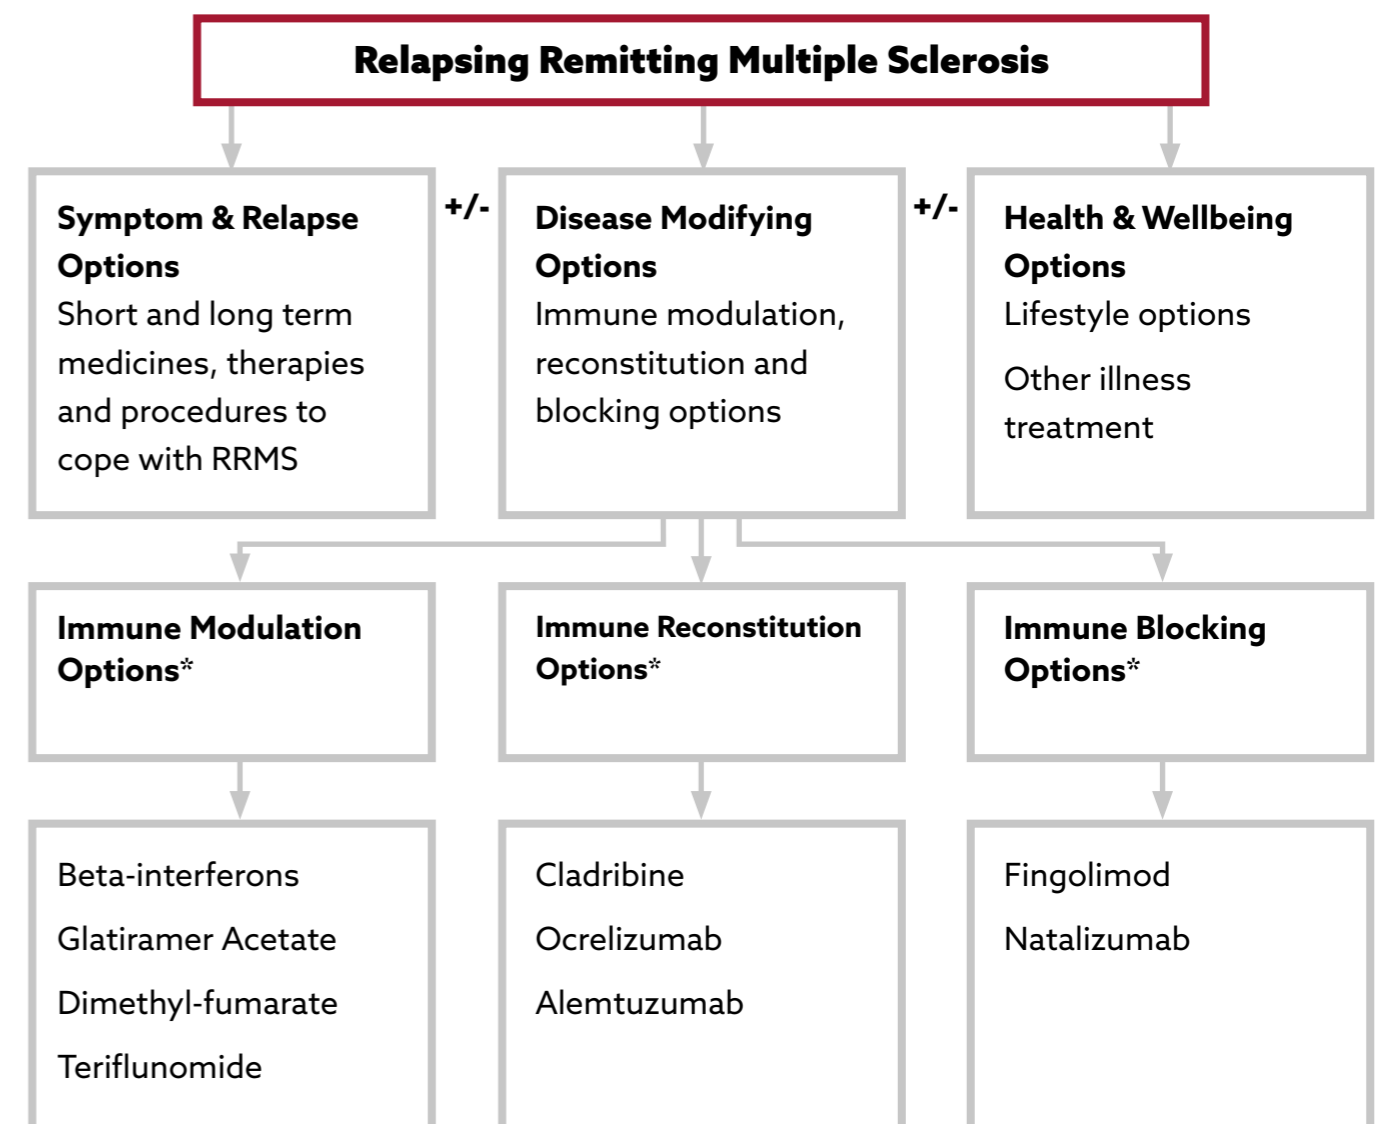 Relapsing Remitting Multiple Sclerosis
Symptom & Relapse
Options
Short and long term
medicines, therapies
and procedures to
cope with RRMS
+/-
Disease Modifying
Options
Immune modulation,
reconstitution and
blocking options
+/-
Health & Wellbeing
Options
Lifestyle options
Other illness
treatment
Immune Modulation
Options*
Immune Reconstitution
Options*
Immune Blocking
Options*
Beta-interferons
Glatiramer Acetate
Dimethyl-fumarate
Teriflunomide
Cladribine
Ocrelizumab
Alemtuzumab
Fingolimod
Natalizumab